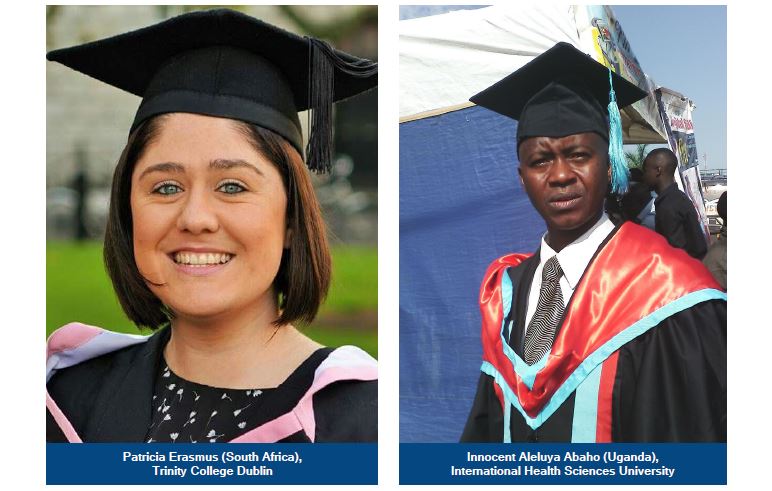 Patricia Erasmus (South Africa),
Trinity College Dublin
Innocent Aleluya Abaho (Uganda),
International Health Sciences University